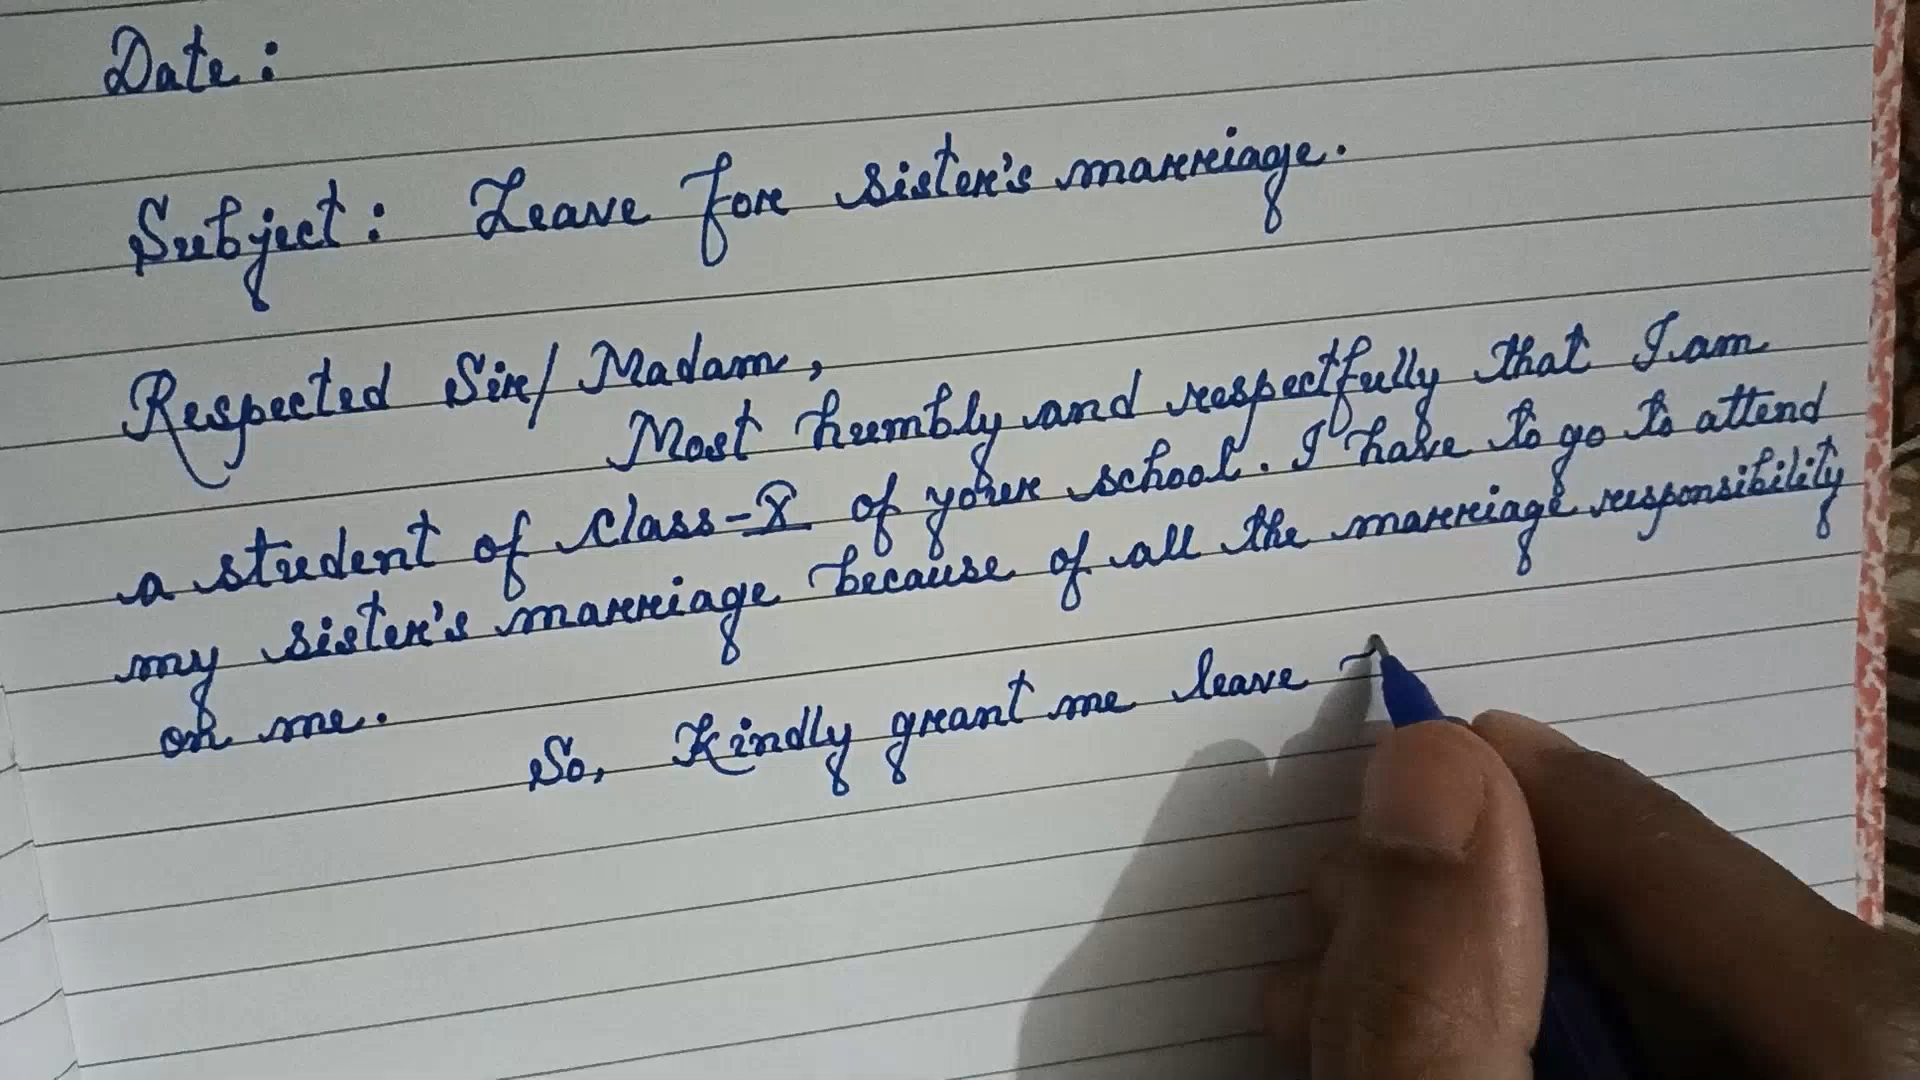 Date:
Subject: Leave for sister's marriage.
Respected Sir/ Madam,
Most humbly and respectfully that I am
a student of class-X of your school. I have to go to attend
my sister's marriage because of all the marriage responsibility
on me.
So, Kindly grant me leave